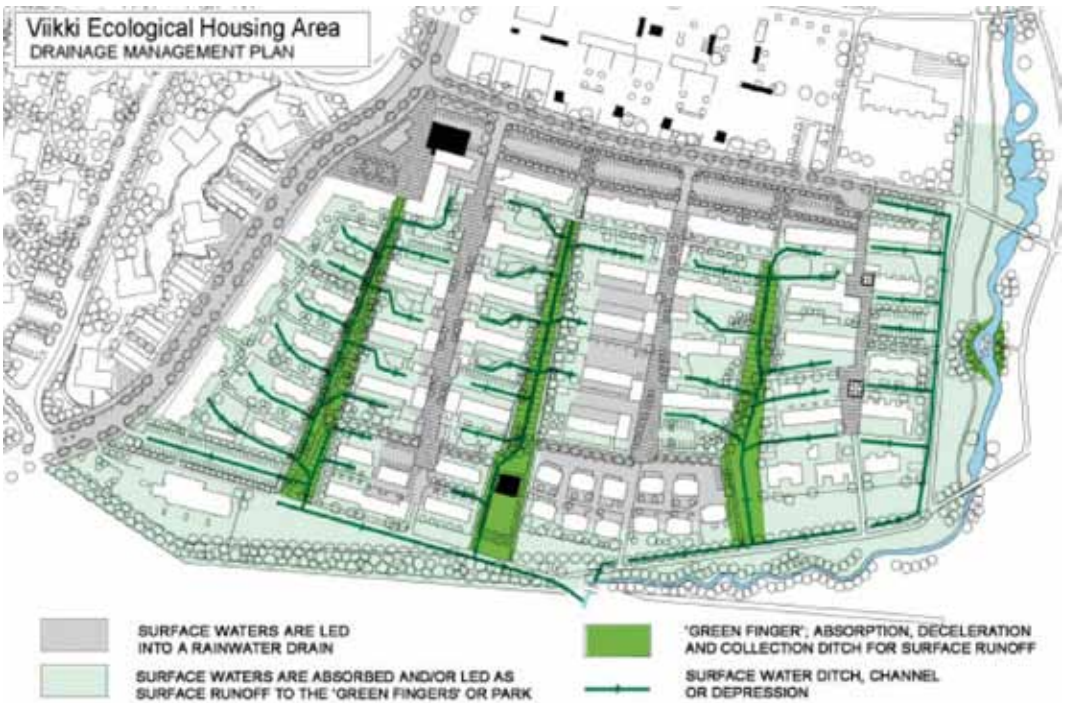 Viikki Ecological Housing Area
DRAINAGE MANAGEMENT PLAN
SURFACE WATERS ARE LED
INTO A RAINWATER DRAIN
SURFACE WATERS ARE ABSORBED AND/OR LED AS
SURFACE RUNOFF TO THE 'GREEN FINGERS' OR PARK
'GREEN FINGER'; ABSORPTION, DECELERATION
AND COLLECTION DITCH FOR SURFACE RUNOFF
SURFACE WATER DITCH, CHANNEL
OR DEPRESSION